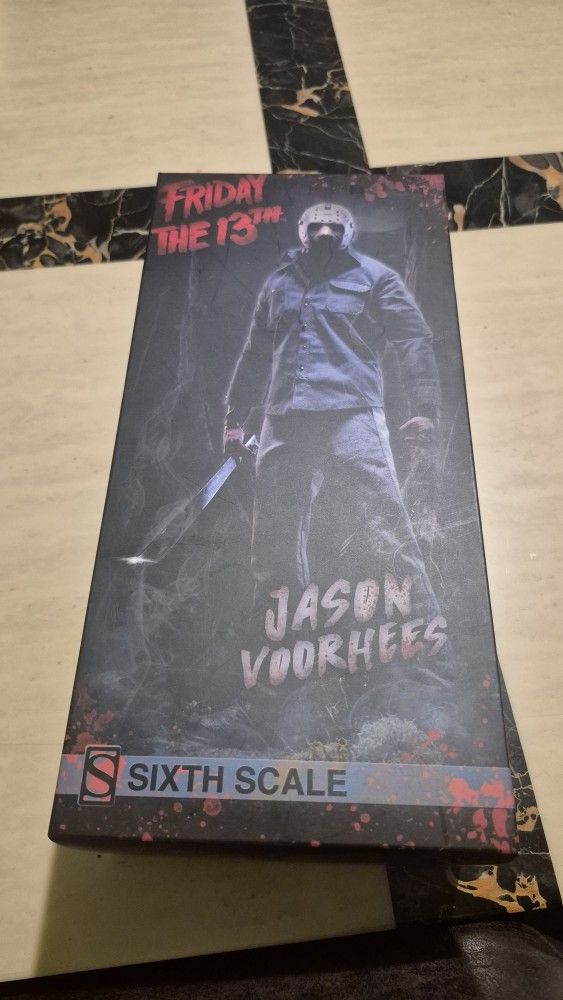 FRIDAY
THE 13TH
JASON
VOORHEES
S SIXTH SCALE